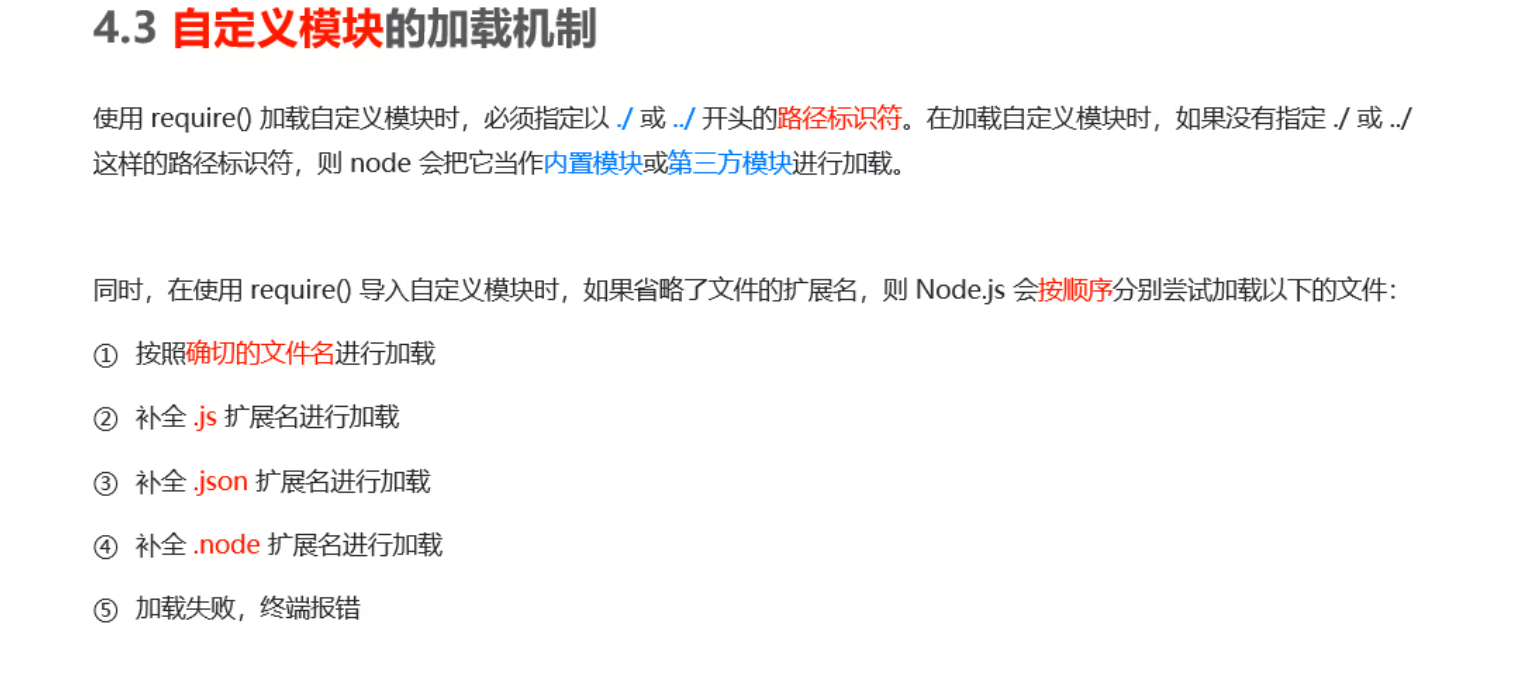 4.3 自定义模块的加载机制
使用 require() 加载自定义模块时，必须指定以 ./ 或 ../ 开头的路径标识符。在加载自定义模块时，如果没有指定 ./ 或 ../
这样的路径标识符，则 node 会把它当作内置模块或第三方模块进行加载。
同时，在使用 require() 导入自定义模块时，如果省略了文件的扩展名，则 Node.js 会按顺序分别尝试加载以下的文件：
① 按照确切的文件名进行加载
② 补全 .js 扩展名进行加载
③ 补全 .json 扩展名进行加载
④ 补全 .node 扩展名进行加载
⑤ 加载失败，终端报错